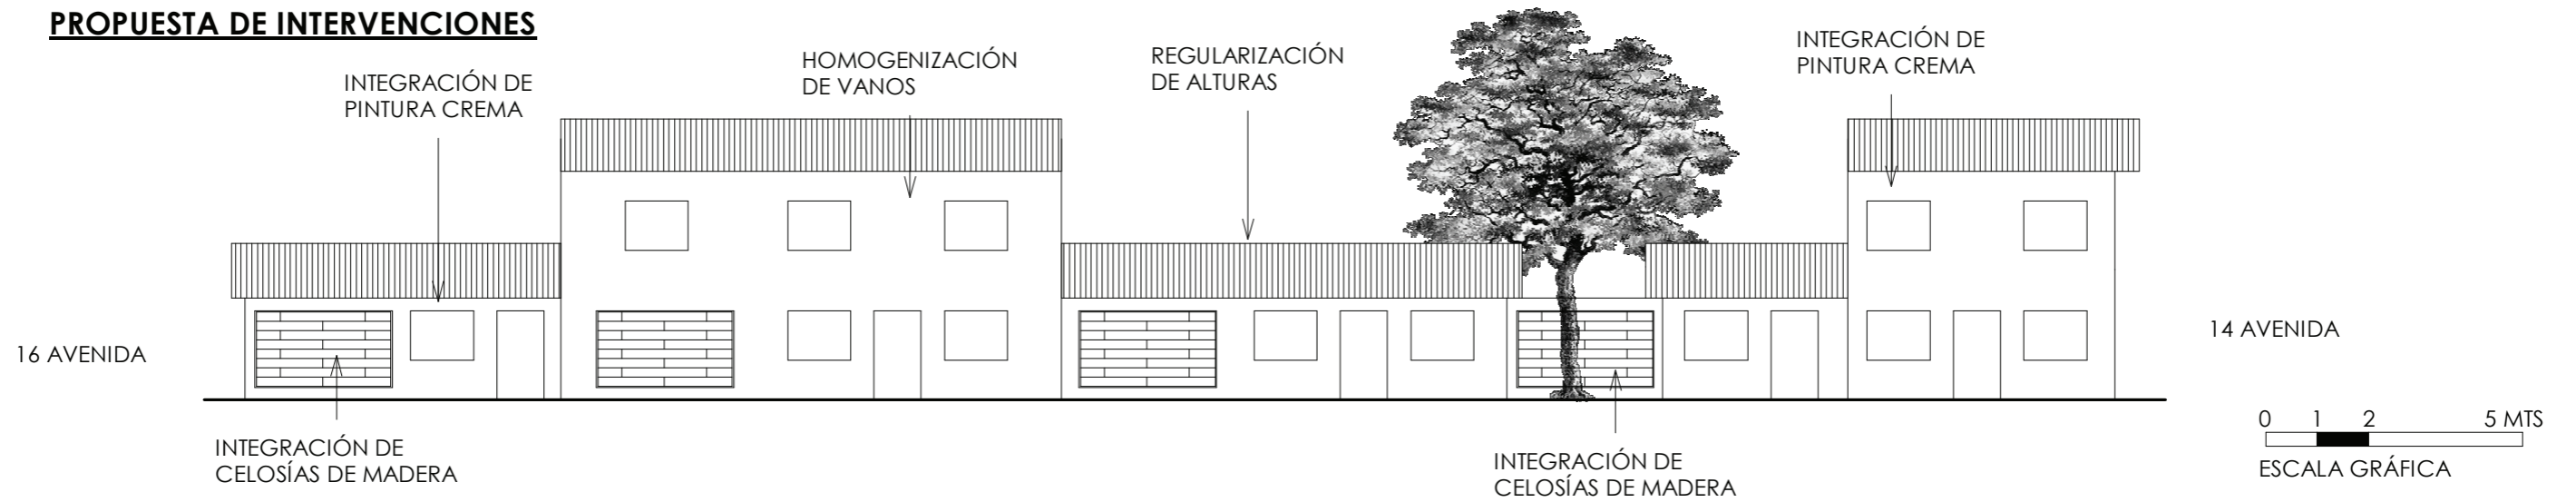 PROPUESTA DE INTERVENCIONES
INTEGRACIÓN DE
PINTURA CREMA
HOMOGENIZACIÓN
DE VANOS
REGULARIZACIÓN
DE ALTURAS
INTEGRACIÓN DE
PINTURA CREMA
16 AVENIDA
14 AVENIDA
INTEGRACIÓN DE
CELOSÍAS DE MADERA
INTEGRACIÓN DE
CELOSÍAS DE MADERA
0 1 2 5 MTS
ESCALA GRÁFICA